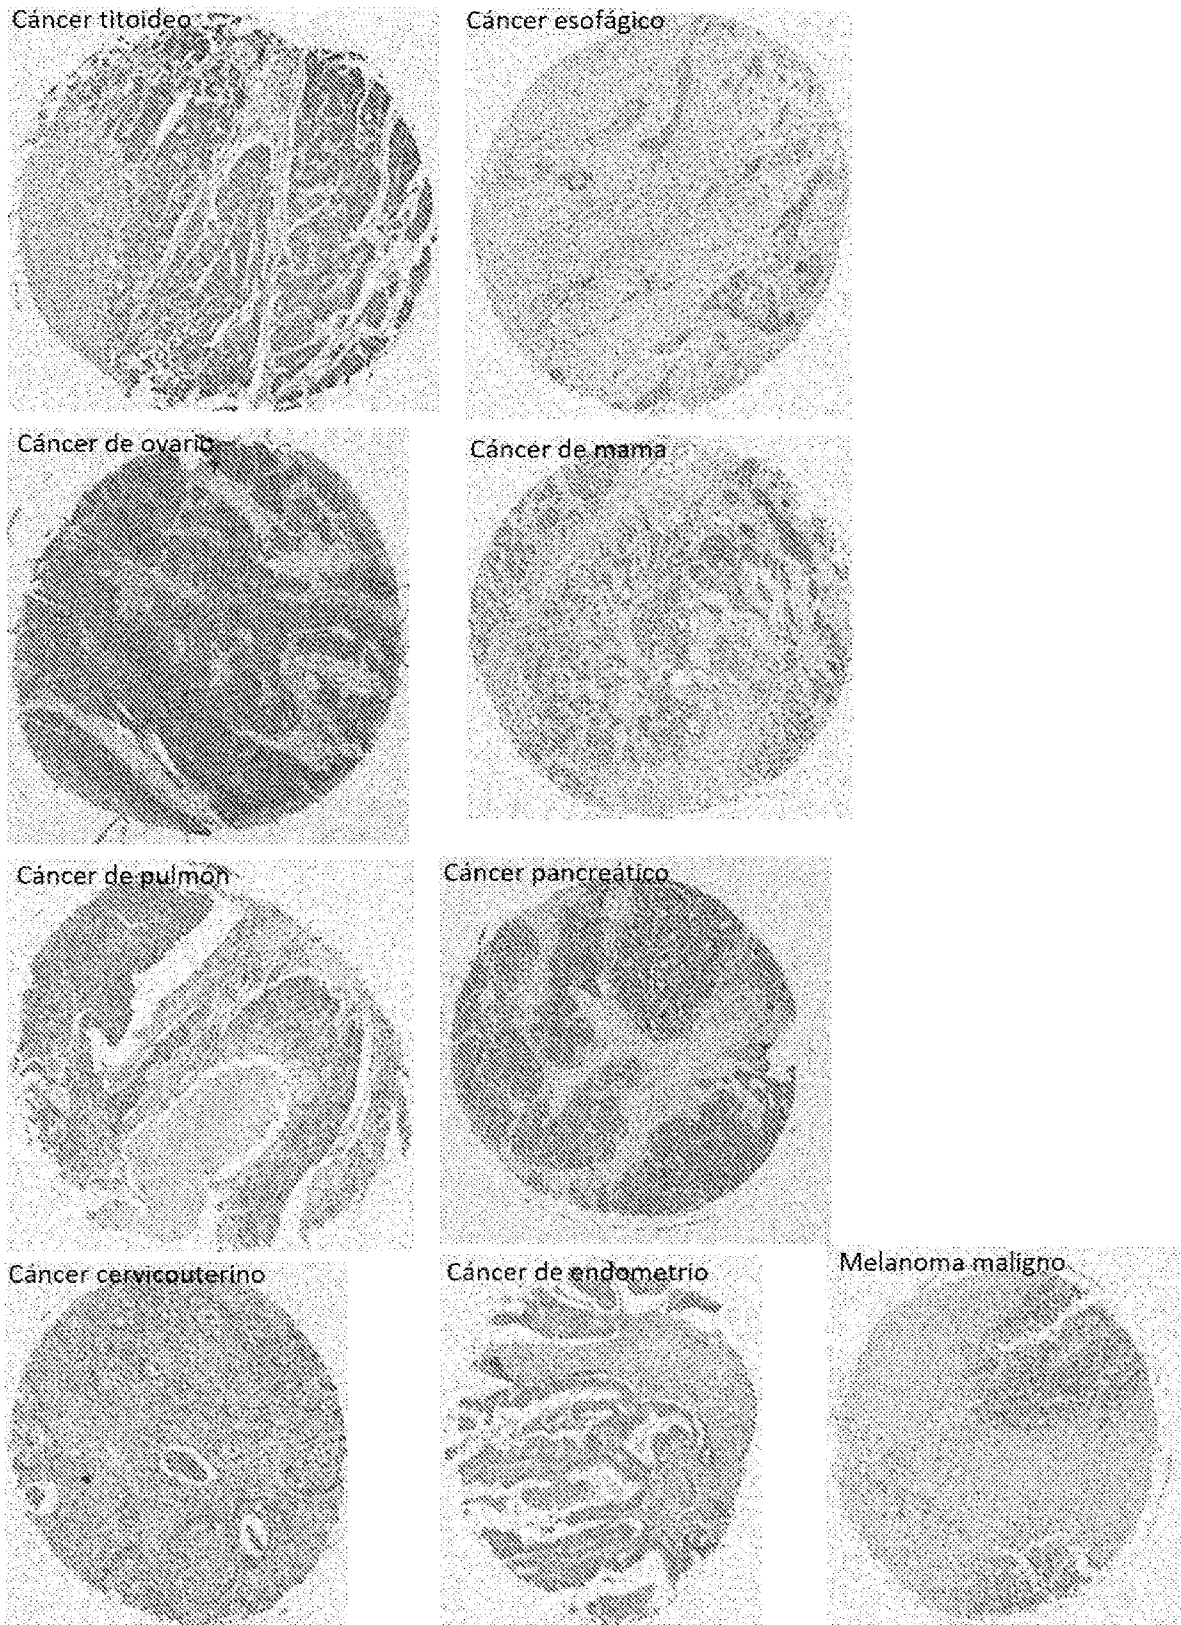 Cáncer titoideo
Cáncer esofágico
Cáncer de ovario
Cáncer de mama
Cáncer de pulmón
Cáncer pancreático
Cáncer cervicouterino
Cáncer de endometrio
Melanoma maligno